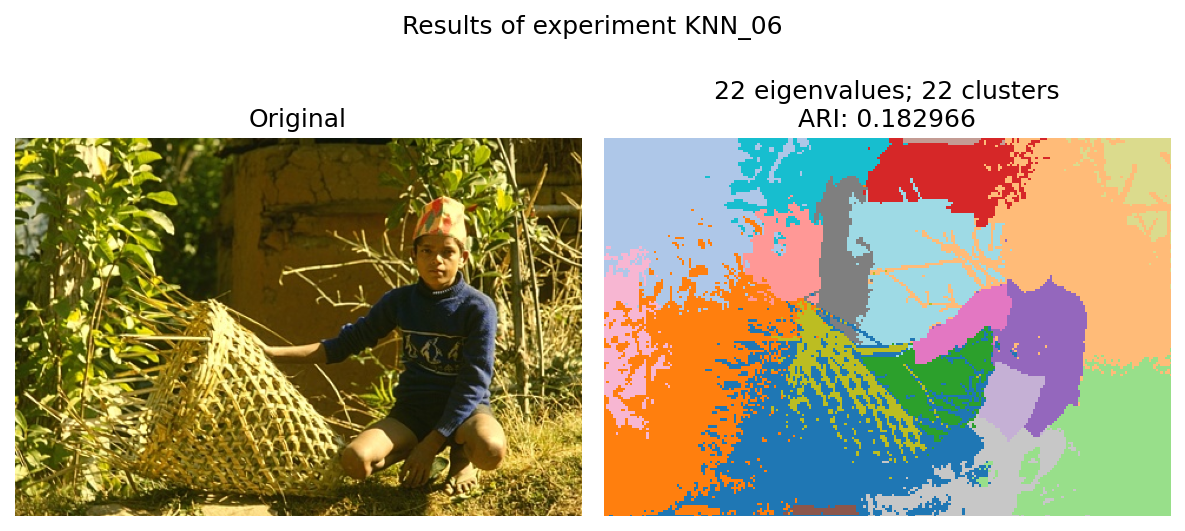 Results of experiment KNN_06
Original
22 eigenvalues; 22 clusters
ARI: 0.182966